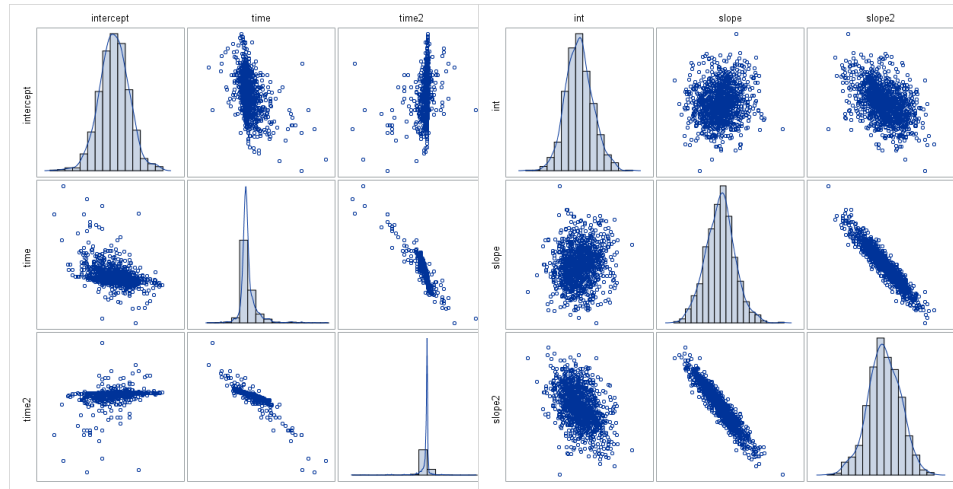 intercept time time2 int slope slope2
intercept
int
time
slope
time2
slope2